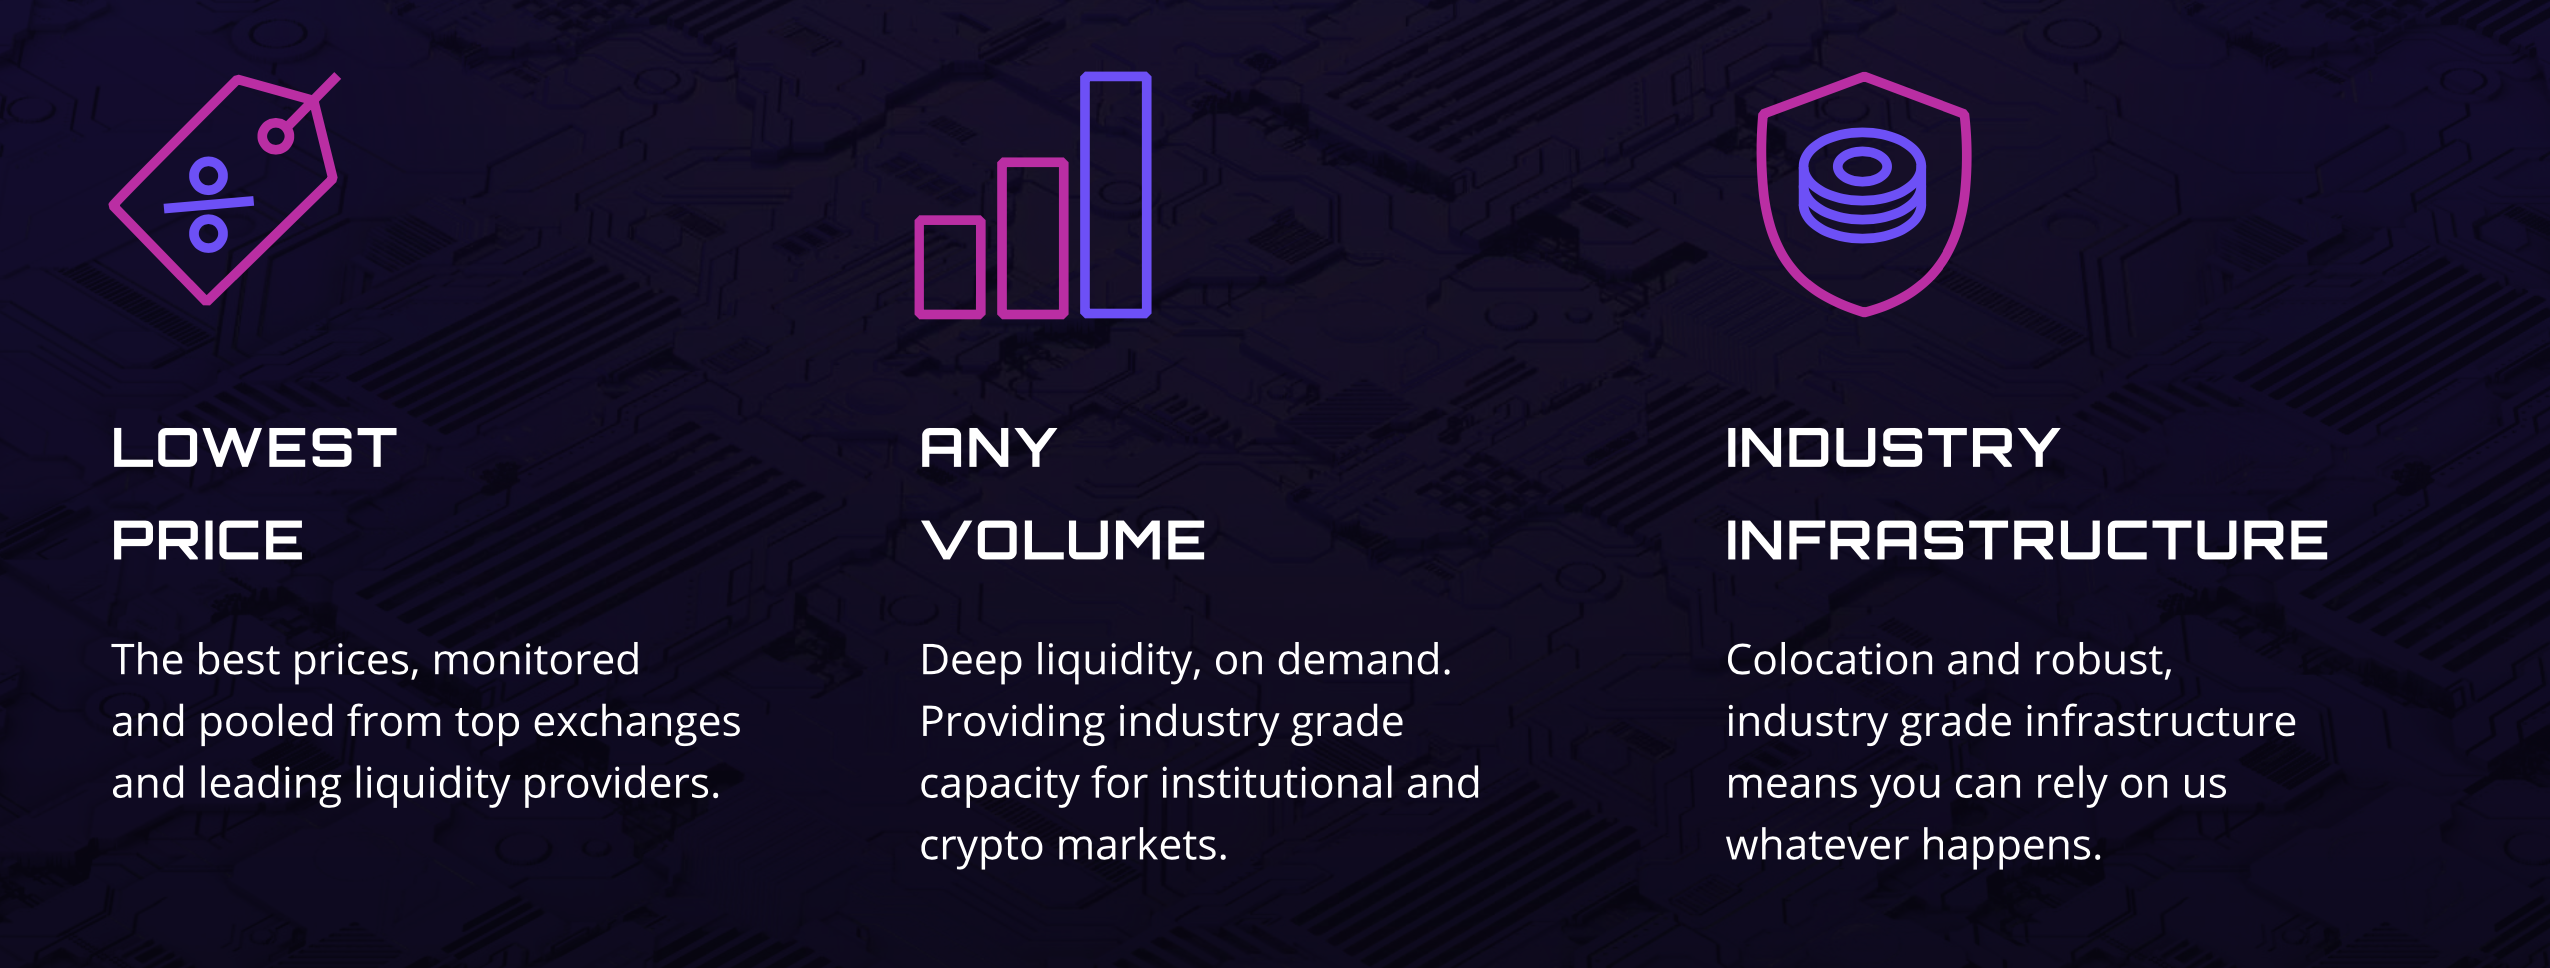 LOWEST
PRICE
The best prices, monitored
and pooled from top exchanges
and leading liquidity providers.
ANY
VOLUME
Deep liquidity, on demand.
Providing industry grade
capacity for institutional and
crypto markets.
INDUSTRY
INFRASTRUCTURE
Colocation and robust,
industry grade infrastructure
means you can rely on us
whatever happens.